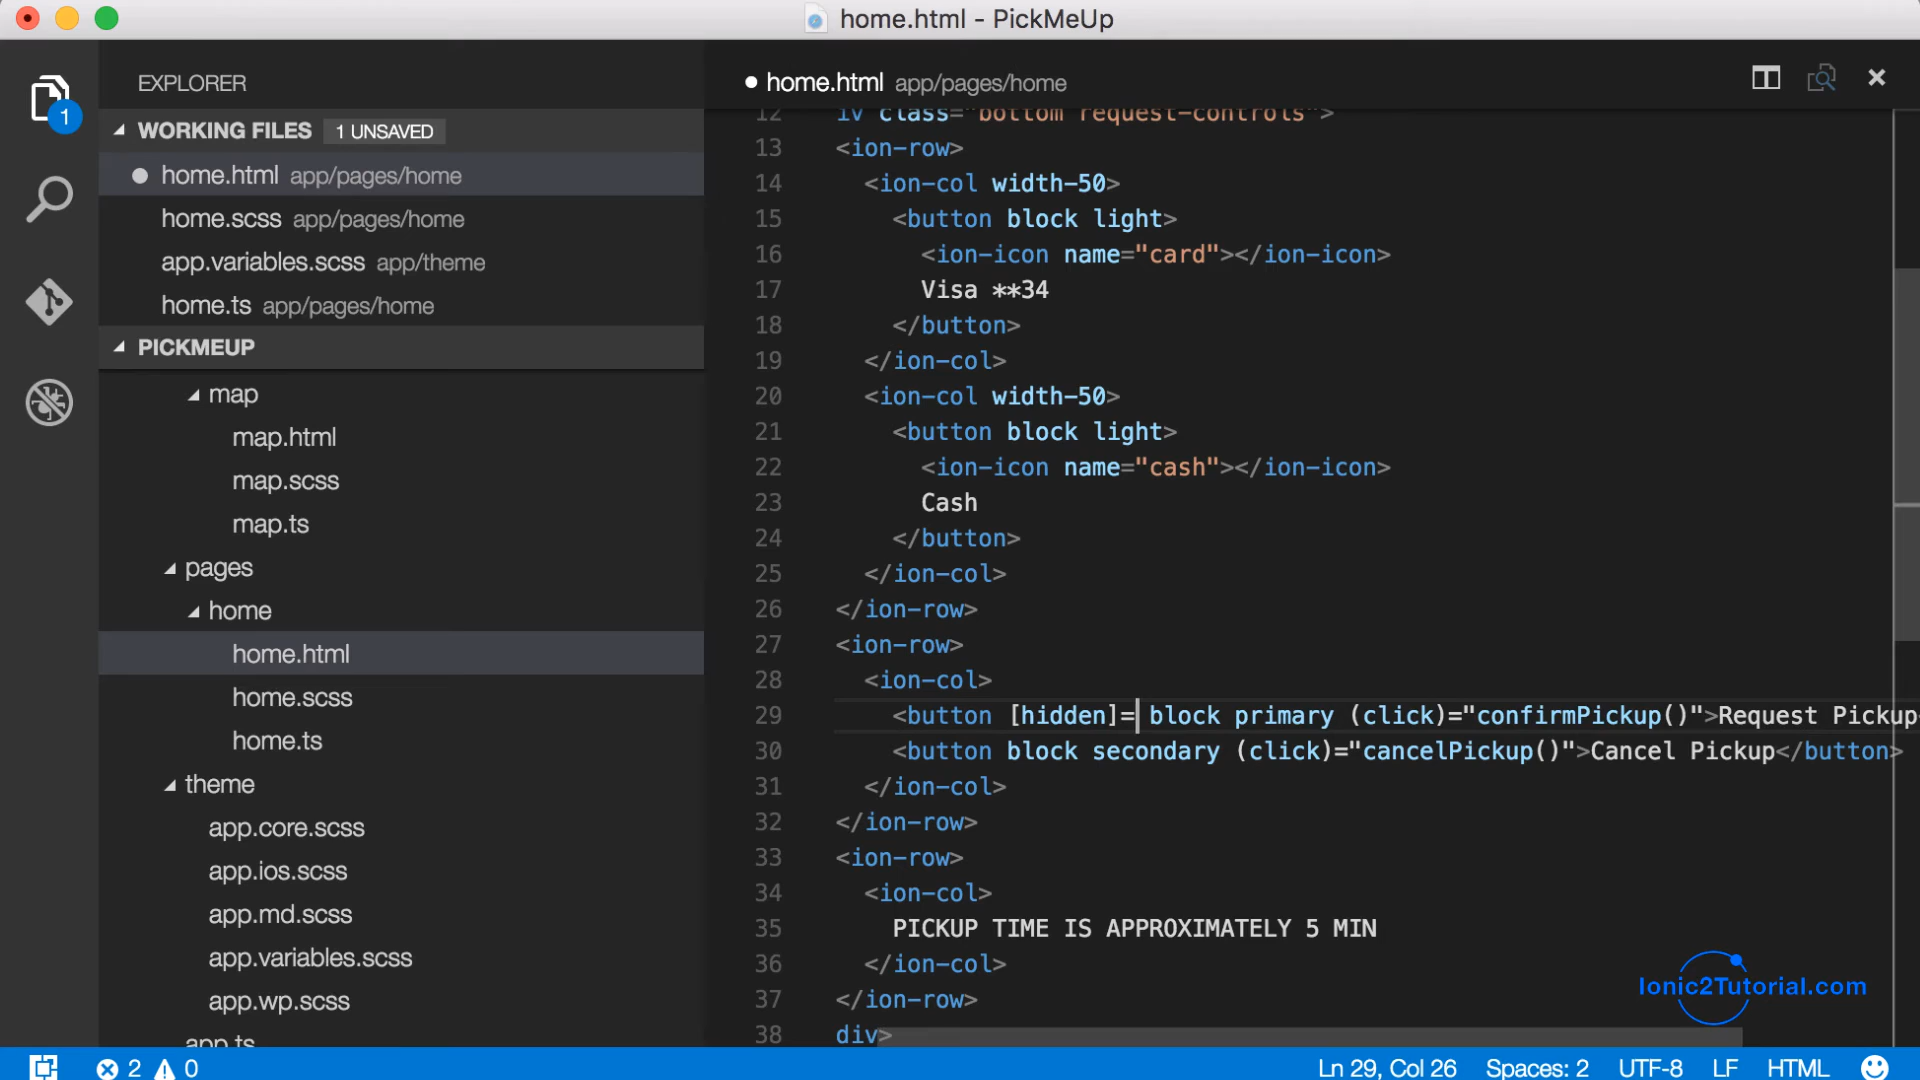 home.html - PickMeUp
EXPLORER
WORKING FILES 1 UNSAVED
home.html app/pages/home
home.scss app/pages/home
app.variables.scss app/theme
home.ts app/pages/home
PICKMEUP
map
map.html
map.scss
map.ts
pages
home
home.html
home.scss
home.ts
theme
app.core.scss
app.ios.scss
app.md.scss
app.variables.scss
app.wp.scss
app.ts
1
home.html app/pages/home
12 iv class="bottom request-controls">
13 <ion-row>
14 <ion-col width-50>
15 <button block light>
16 <ion-icon name="card"></ion-icon>
17 Visa **34
18 </button>
19 </ion-col>
20 <ion-col width-50>
21 <button block light>
22 <ion-icon name="cash"></ion-icon>
23 Cash
24 </button>
25 </ion-col>
26 </ion-row>
27 <ion-row>
28 <ion-col>
29 <button [hidden]= block primary (click)="confirmPickup()">Request Pickup<
30 <button block secondary (click)="cancelPickup()">Cancel Pickup</button>
31 </ion-col>
32 </ion-row>
33 <ion-row>
34 <ion-col>
35 PICKUP TIME IS APPROXIMATELY 5 MIN
36 </ion-col>
37 </ion-row>
38 div>
Ionic2Tutorial.com
2 0 Ln 29, Col 26 Spaces: 2 UTF-8 LF HTML